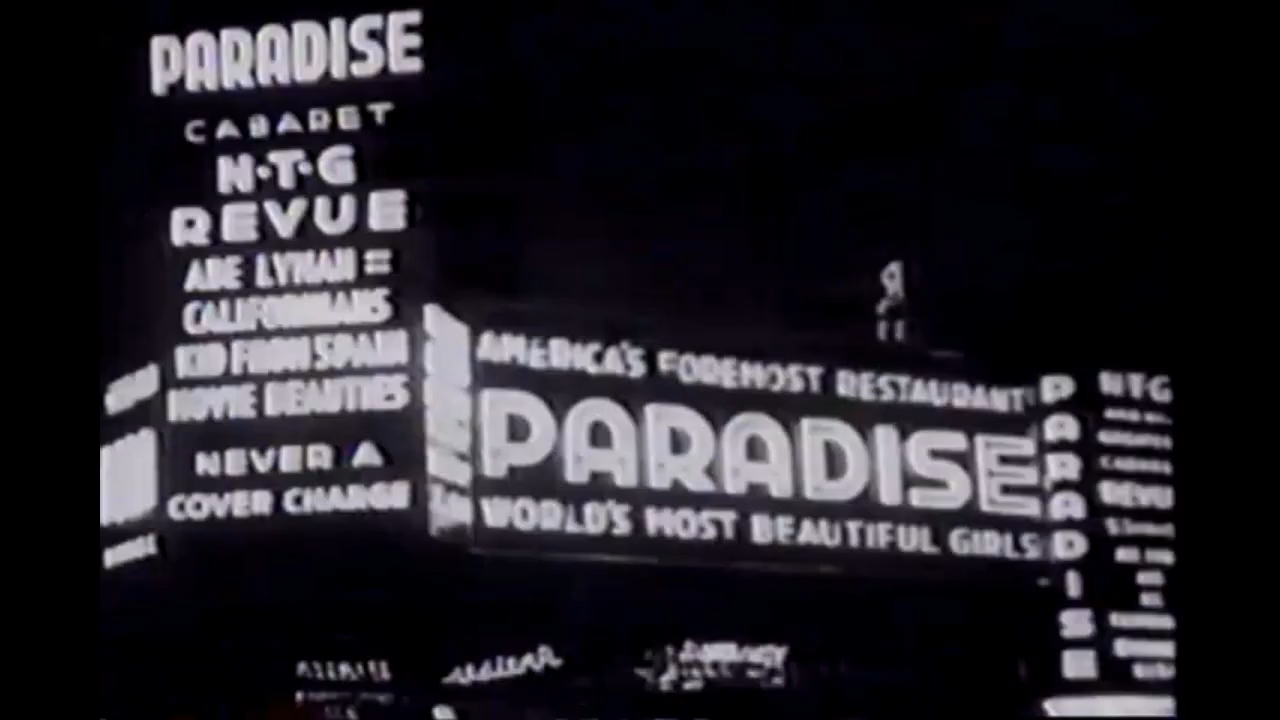 PARADISE
CABARET
N·T·G
REVUE
ABE LYMAN =
CALIFORNIANS
KID FROM SPAIN
MOVIE BEAUTIES
NEVER A
COVER CHARGE
AMERICA'S FOREMOST RESTAURANT
PARADISE
WORLD'S MOST BEAUTIFUL GIRLS
PARADISE
NTG
REVU